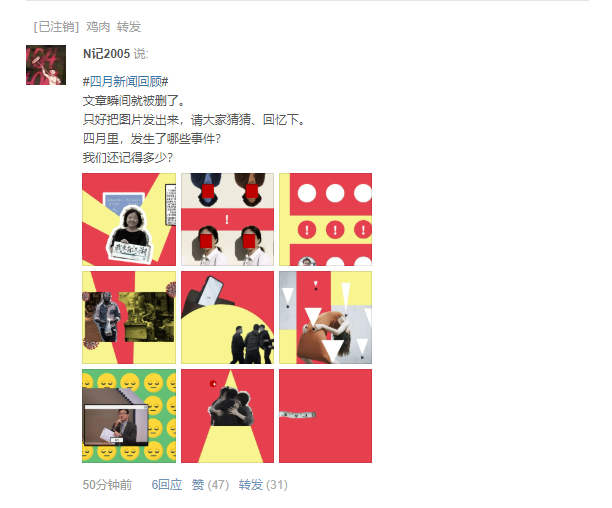 [已注销] 鸡肉 转发
N记2005 说:
#四月新闻回顾#
文章瞬间就被删了。
只好把图片发出来，请大家猜猜、回忆下。
四月里，发生了哪些事件？
我们还记得多少？
!
! ! !
50分钟前 6回应 赞 (47) 转发 (31)